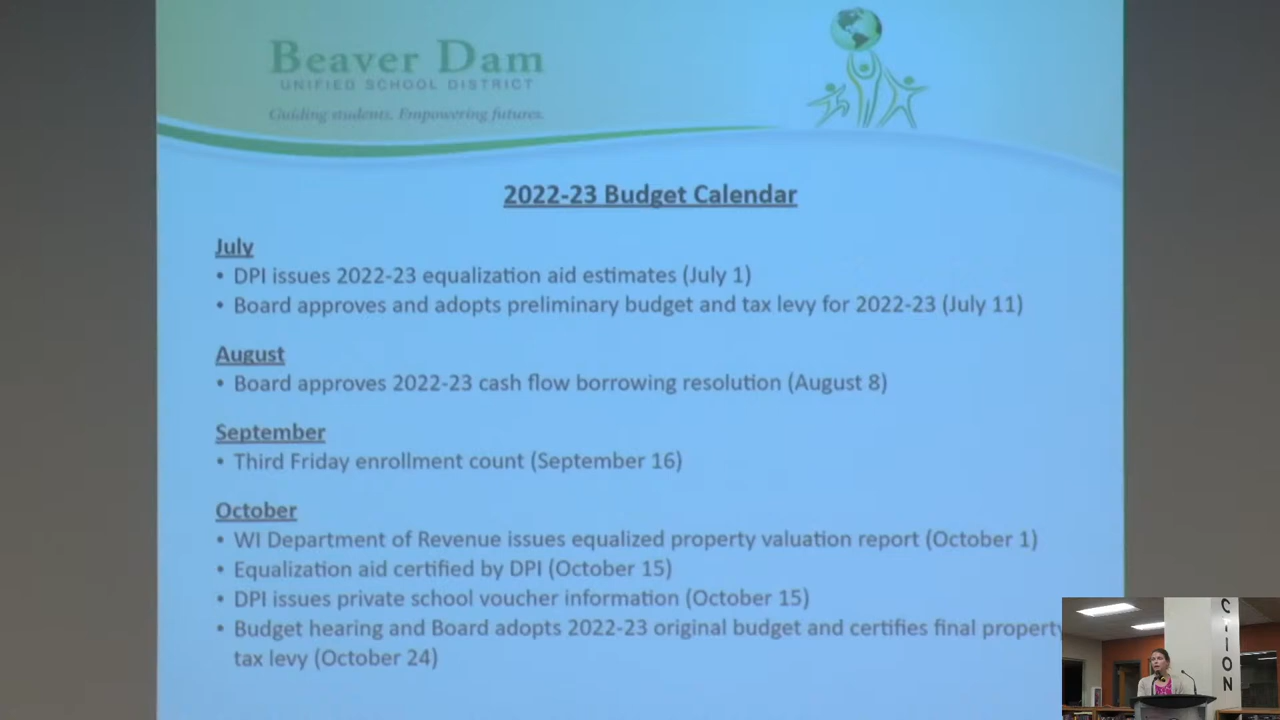 Beaver Dam
UNIFIED SCHOOL DISTRICT
Guiding students. Empowering futures.
2022-23 Budget Calendar
July
• DPI issues 2022-23 equalization aid estimates (July 1)
• Board approves and adopts preliminary budget and tax levy for 2022-23 (July 11)
August
• Board approves 2022-23 cash flow borrowing resolution (August 8)
September
• Third Friday enrollment count (September 16)
October
• WI Department of Revenue issues equalized property valuation report (October 1)
• Equalization aid certified by DPI (October 15)
• DPI issues private school voucher information (October 15)
• Budget hearing and Board adopts 2022-23 original budget and certifies final property
tax levy (October 24)